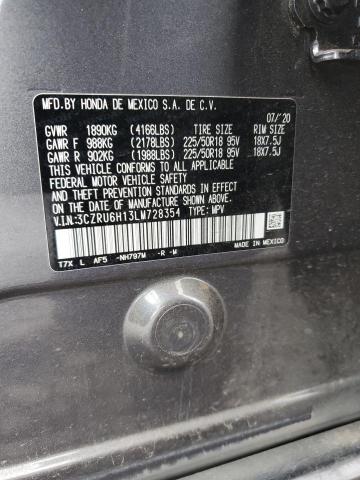 MFD.BY HONDA DE MEXICO S.A. DE C.V.
07/'20
GVWR 1890KG (4166LBS) TIRE SIZE RIM SIZE
GAWR F 988KG (2178LBS) 225/50R18 95V 18X7.5J
GAWR R 902KG (1988LBS) 225/50R18 95V 18X7.5J
THIS VEHICLE CONFORMS TO ALL APPLICABLE
FEDERAL MOTOR VEHICLE SAFETY AND
THEFT PREVENTION STANDARDS IN EFFECT ON
THE DATE OF MANUFACTURE SHOWN ABOVE.
V.I.N:3CZRU6H13LM728354 TYPE: MPV
MADE IN MEXICO
T7X L AF5 -NH797M -R -M